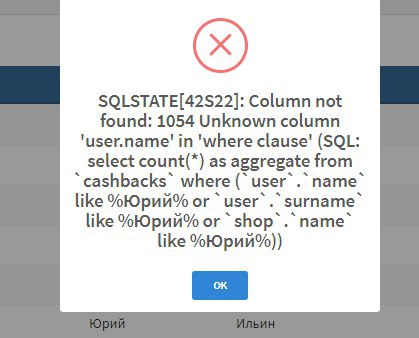 SQLSTATE[42S22]: Column not
found: 1054 Unknown column
'user.name' in 'where clause' (SQL:
select count(*) as aggregate from
`cashbacks` where (`user`.`name`
like %Юрий% or `user`.`surname`
like %Юрий% or `shop`.`name`
like %Юрий%))
OK
Юрий Ильин